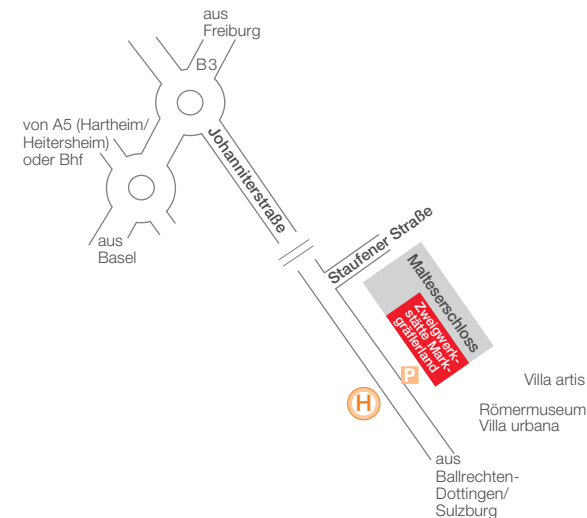 aus
Freiburg
B3
von A5 (Hartheim/
Heitersheim)
oder Bhf
Johanniterstraße
aus
Basel
Staufener Straße
Malteserschloss
Zweigwerk-
stätte Mark-
gräflerland
P
H
Villa artis
Römermuseum
Villa urbana
aus
Ballrechten-
Dottingen/
Sulzburg